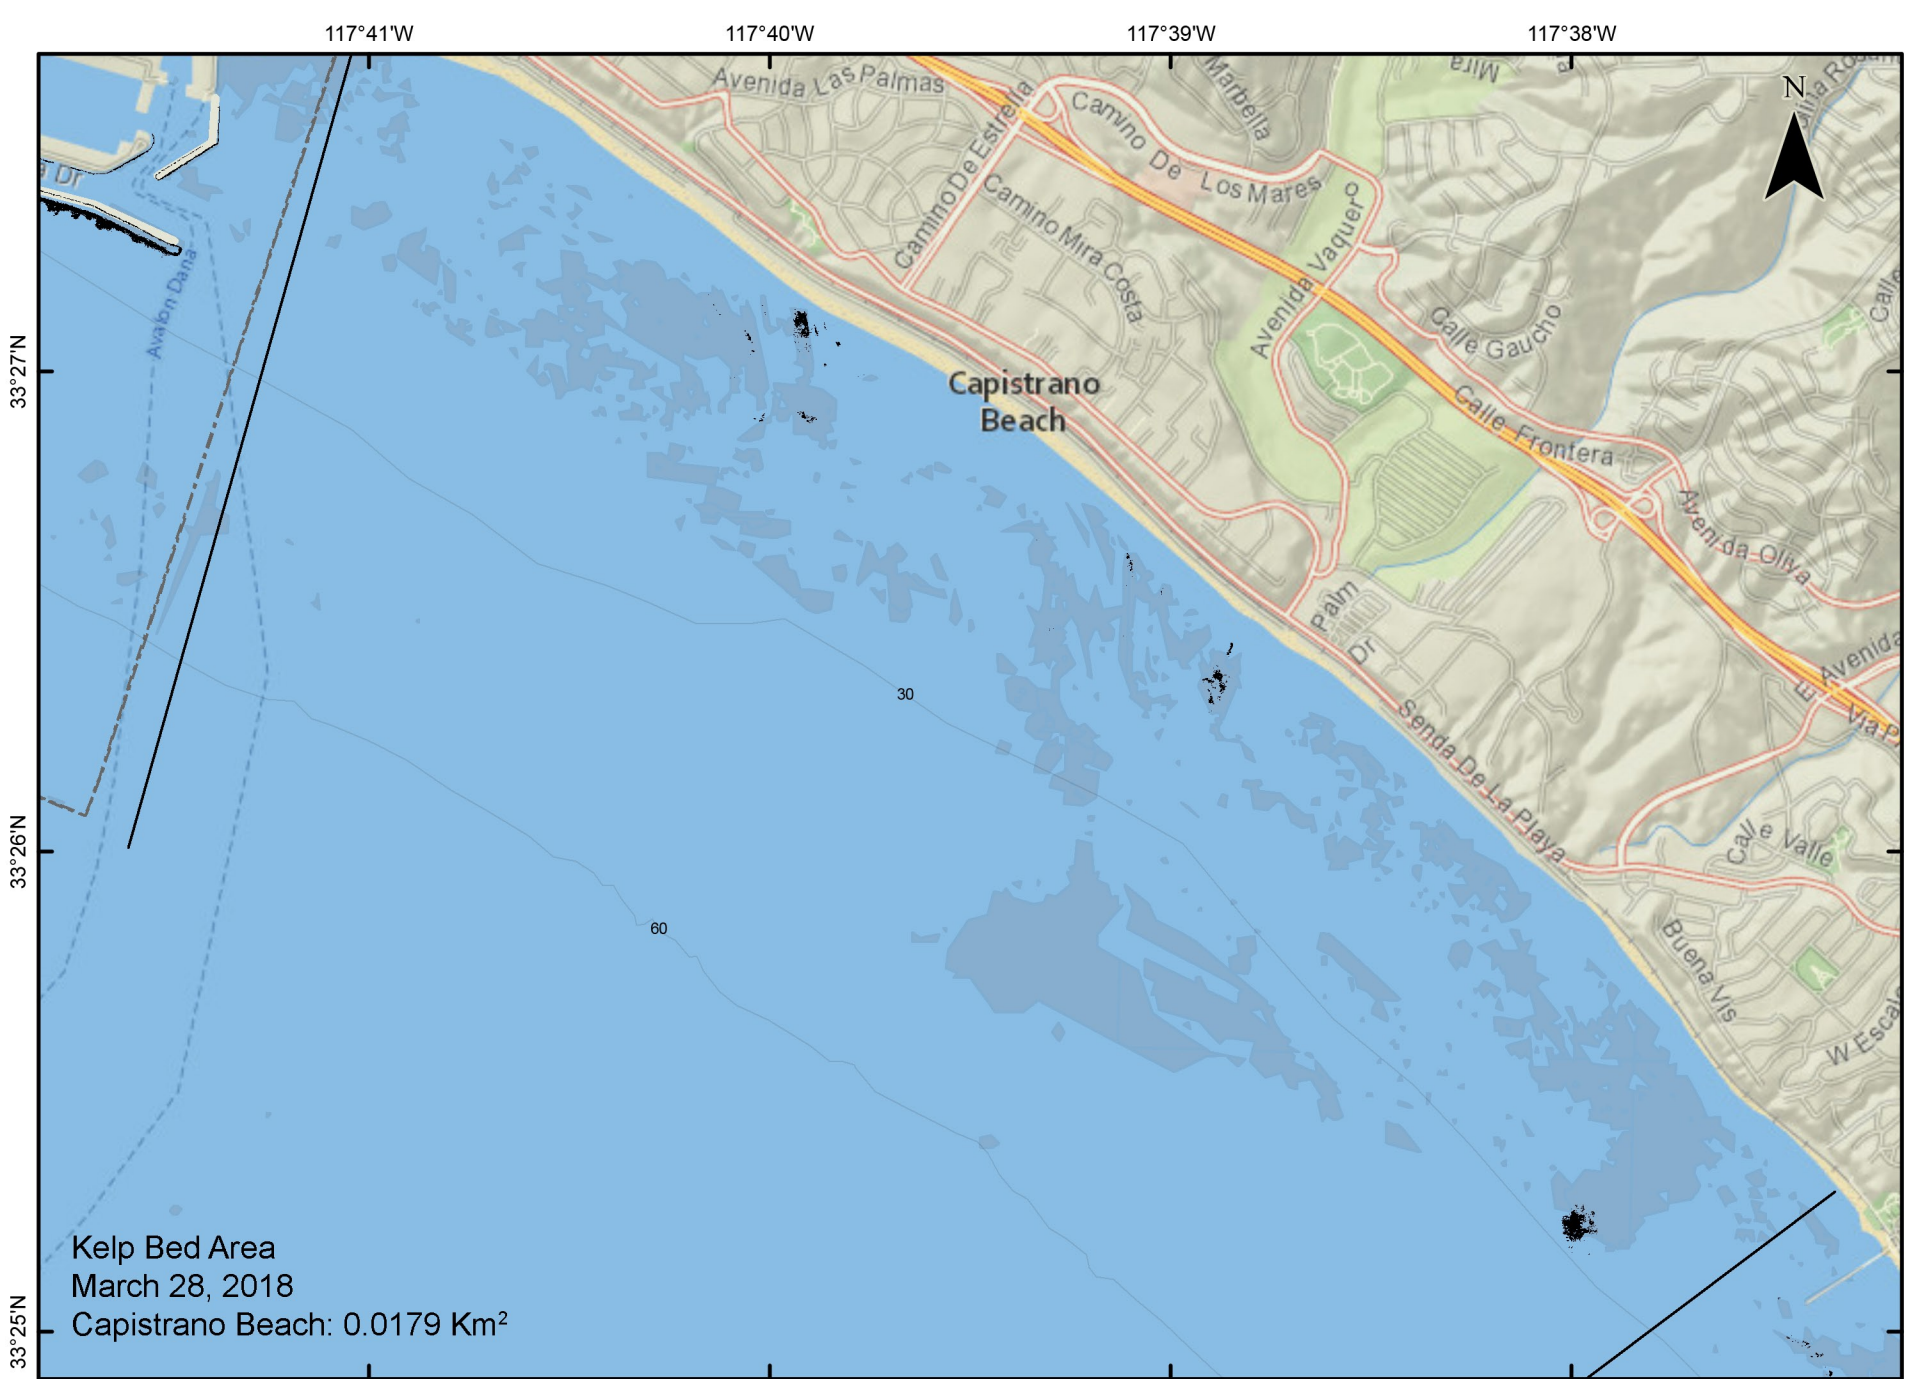 117°41'W
117°40'W
117°39'W
117°38'W
N
33°27'N
33°26'N
33°25'N
Avenida Las Palmas
Camino De Estrella
Camino De Los Mares
Marbella
Mira
Dr
Avalon Dana
Camino Mira Costa
Avenida Vaquero
Calle Gaucho
Calle
Capistrano
Beach
Calle Frontera
Avenida Oliva
Palm
Dr
Senda De La Playa
E Avenida
Via P
Calle Valle
Buena Vis
W Escal
30
60
Kelp Bed Area
March 28, 2018
Capistrano Beach: 0.0179 Km²